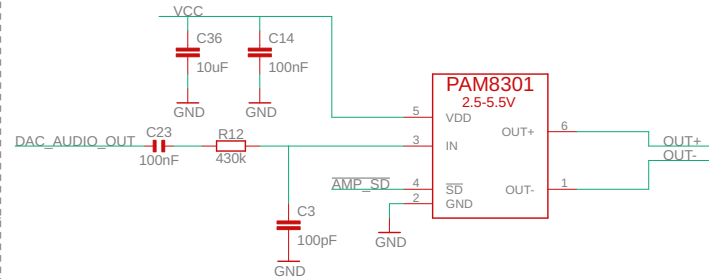 VCC
C36
10uF
GND
C14
100nF
GND
PAM8301
2.5-5.5V
5
VDD
OUT+
6
OUT+
DAC_AUDIO_OUT
C23
100nF
R12
430k
3
IN
OUT-
AMP_SD
4
SD
OUT-
1
2
GND
GND
C3
100pF
GND